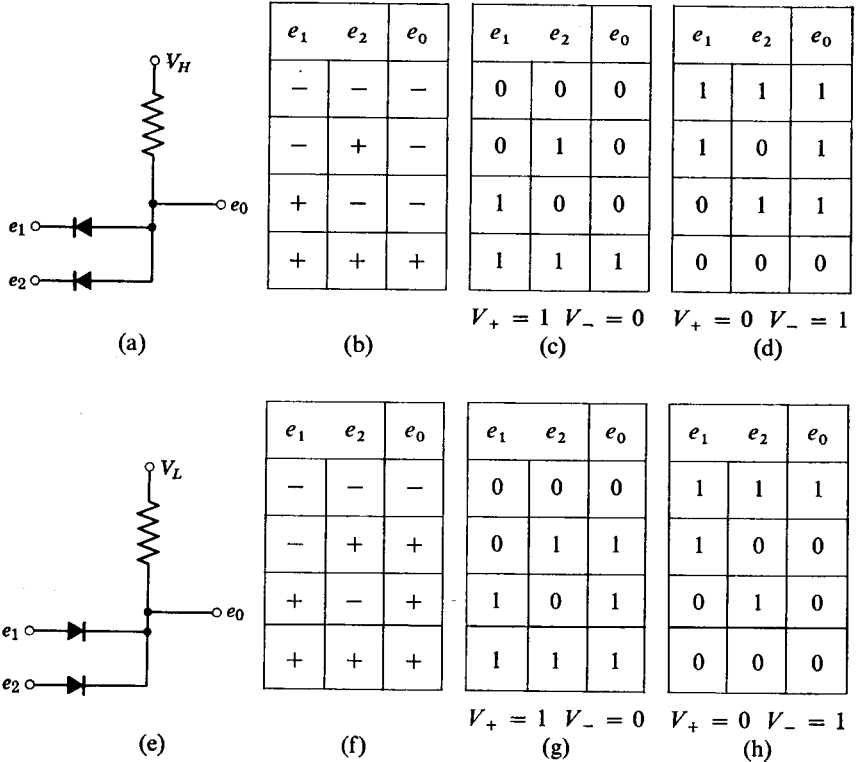 V_H
e_0
e_1
e_2
(a)
e_1 e_2 e_0
− − −
− + −
+ − −
+ + +
(b)
e_1 e_2 e_0
0 0 0
0 1 0
1 0 0
1 1 1
V_+ = 1 V_− = 0
(c)
e_1 e_2 e_0
1 1 1
1 0 1
0 1 1
0 0 0
V_+ = 0 V_− = 1
(d)
V_L
e_0
e_1
e_2
(e)
e_1 e_2 e_0
− − −
− + +
+ − +
+ + +
(f)
e_1 e_2 e_0
0 0 0
0 1 1
1 0 1
1 1 1
V_+ = 1 V_− = 0
(g)
e_1 e_2 e_0
1 1 1
1 0 0
0 1 0
0 0 0
V_+ = 0 V_− = 1
(h)